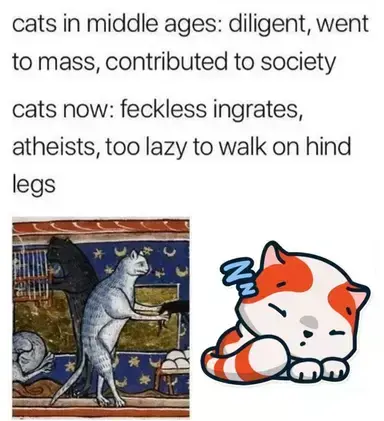 cats in middle ages: diligent, went
to mass, contributed to society
cats now: feckless ingrates,
atheists, too lazy to walk on hind
legs
ZZZ